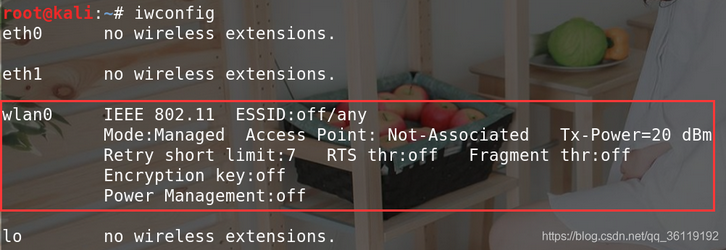 root@kali:~# iwconfig
eth0      no wireless extensions.
eth1      no wireless extensions.
wlan0     IEEE 802.11  ESSID:off/any
          Mode:Managed  Access Point: Not-Associated   Tx-Power=20 dBm
          Retry short limit:7   RTS thr:off   Fragment thr:off
          Encryption key:off
          Power Management:off
lo        no wireless extensions.
https://blog.csdn.net/qq_36119192